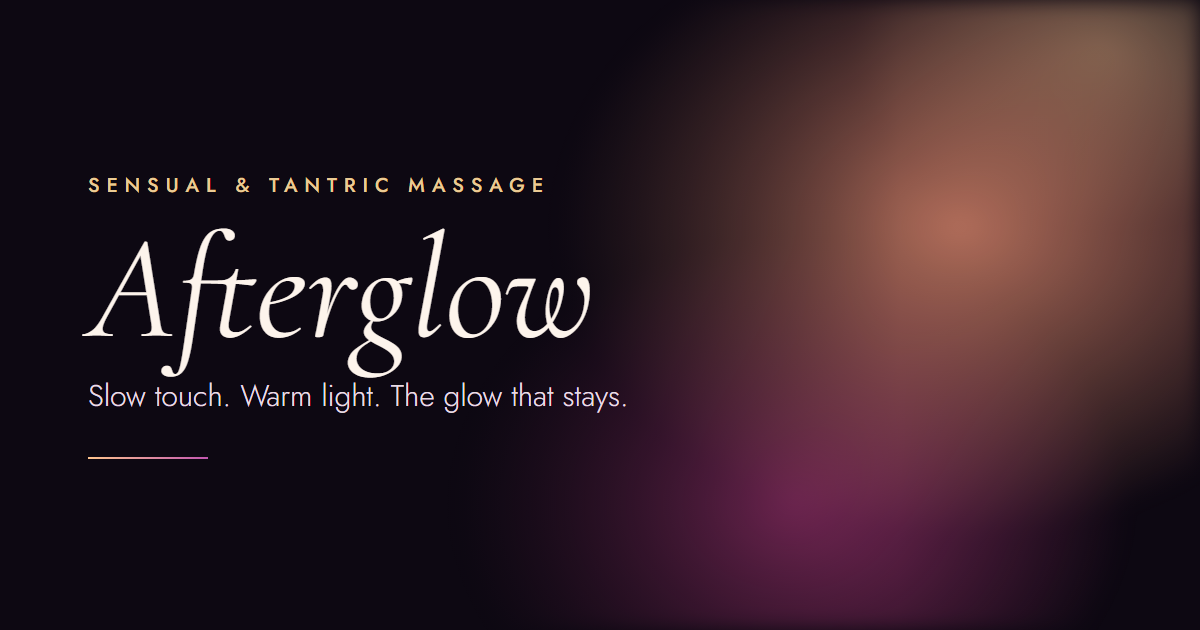 SENSUAL & TANTRIC MASSAGE
Afterglow
Slow touch. Warm light. The glow that stays.